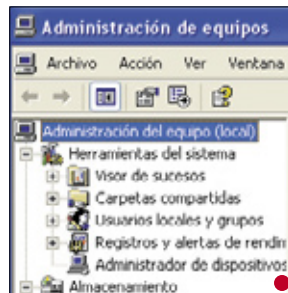 Administración de equipos
Archivo Acción Ver Ventana
Administración del equipo (local)
Herramientas del sistema
Visor de sucesos
Carpetas compartidas
Usuarios locales y grupos
Registros y alertas de rendin
Administrador de dispositivos
Almacenamiento